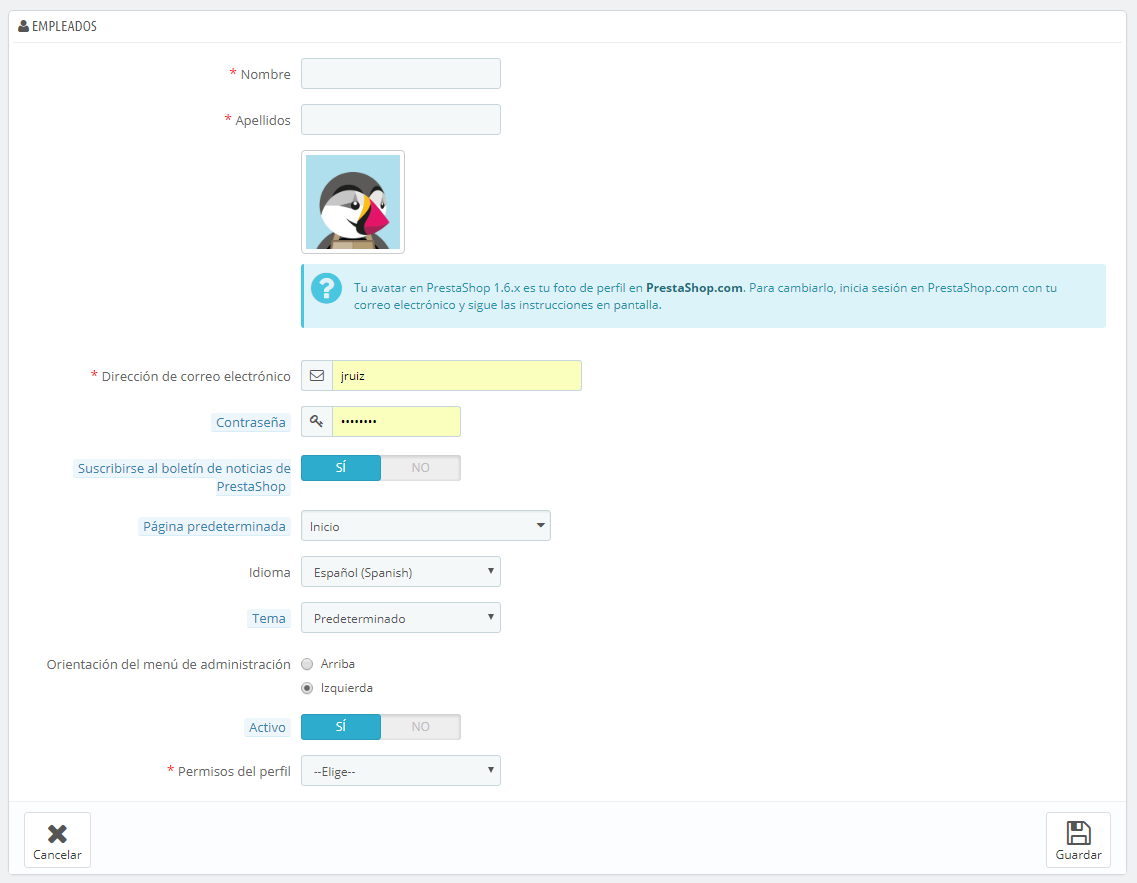 EMPLEADOS
* Nombre
* Apellidos
Tu avatar en PrestaShop 1.6.x es tu foto de perfil en PrestaShop.com. Para cambiarlo, inicia sesión en PrestaShop.com con tu
correo electrónico y sigue las instrucciones en pantalla.
* Dirección de correo electrónico jruiz
Contraseña ••••••••
Suscribirse al boletín de noticias de
PrestaShop
SÍ NO
Página predeterminada Inicio
Idioma Español (Spanish)
Tema Predeterminado
Orientación del menú de administración Arriba
Izquierda
Activo SÍ NO
* Permisos del perfil --Elige--
Cancelar Guardar